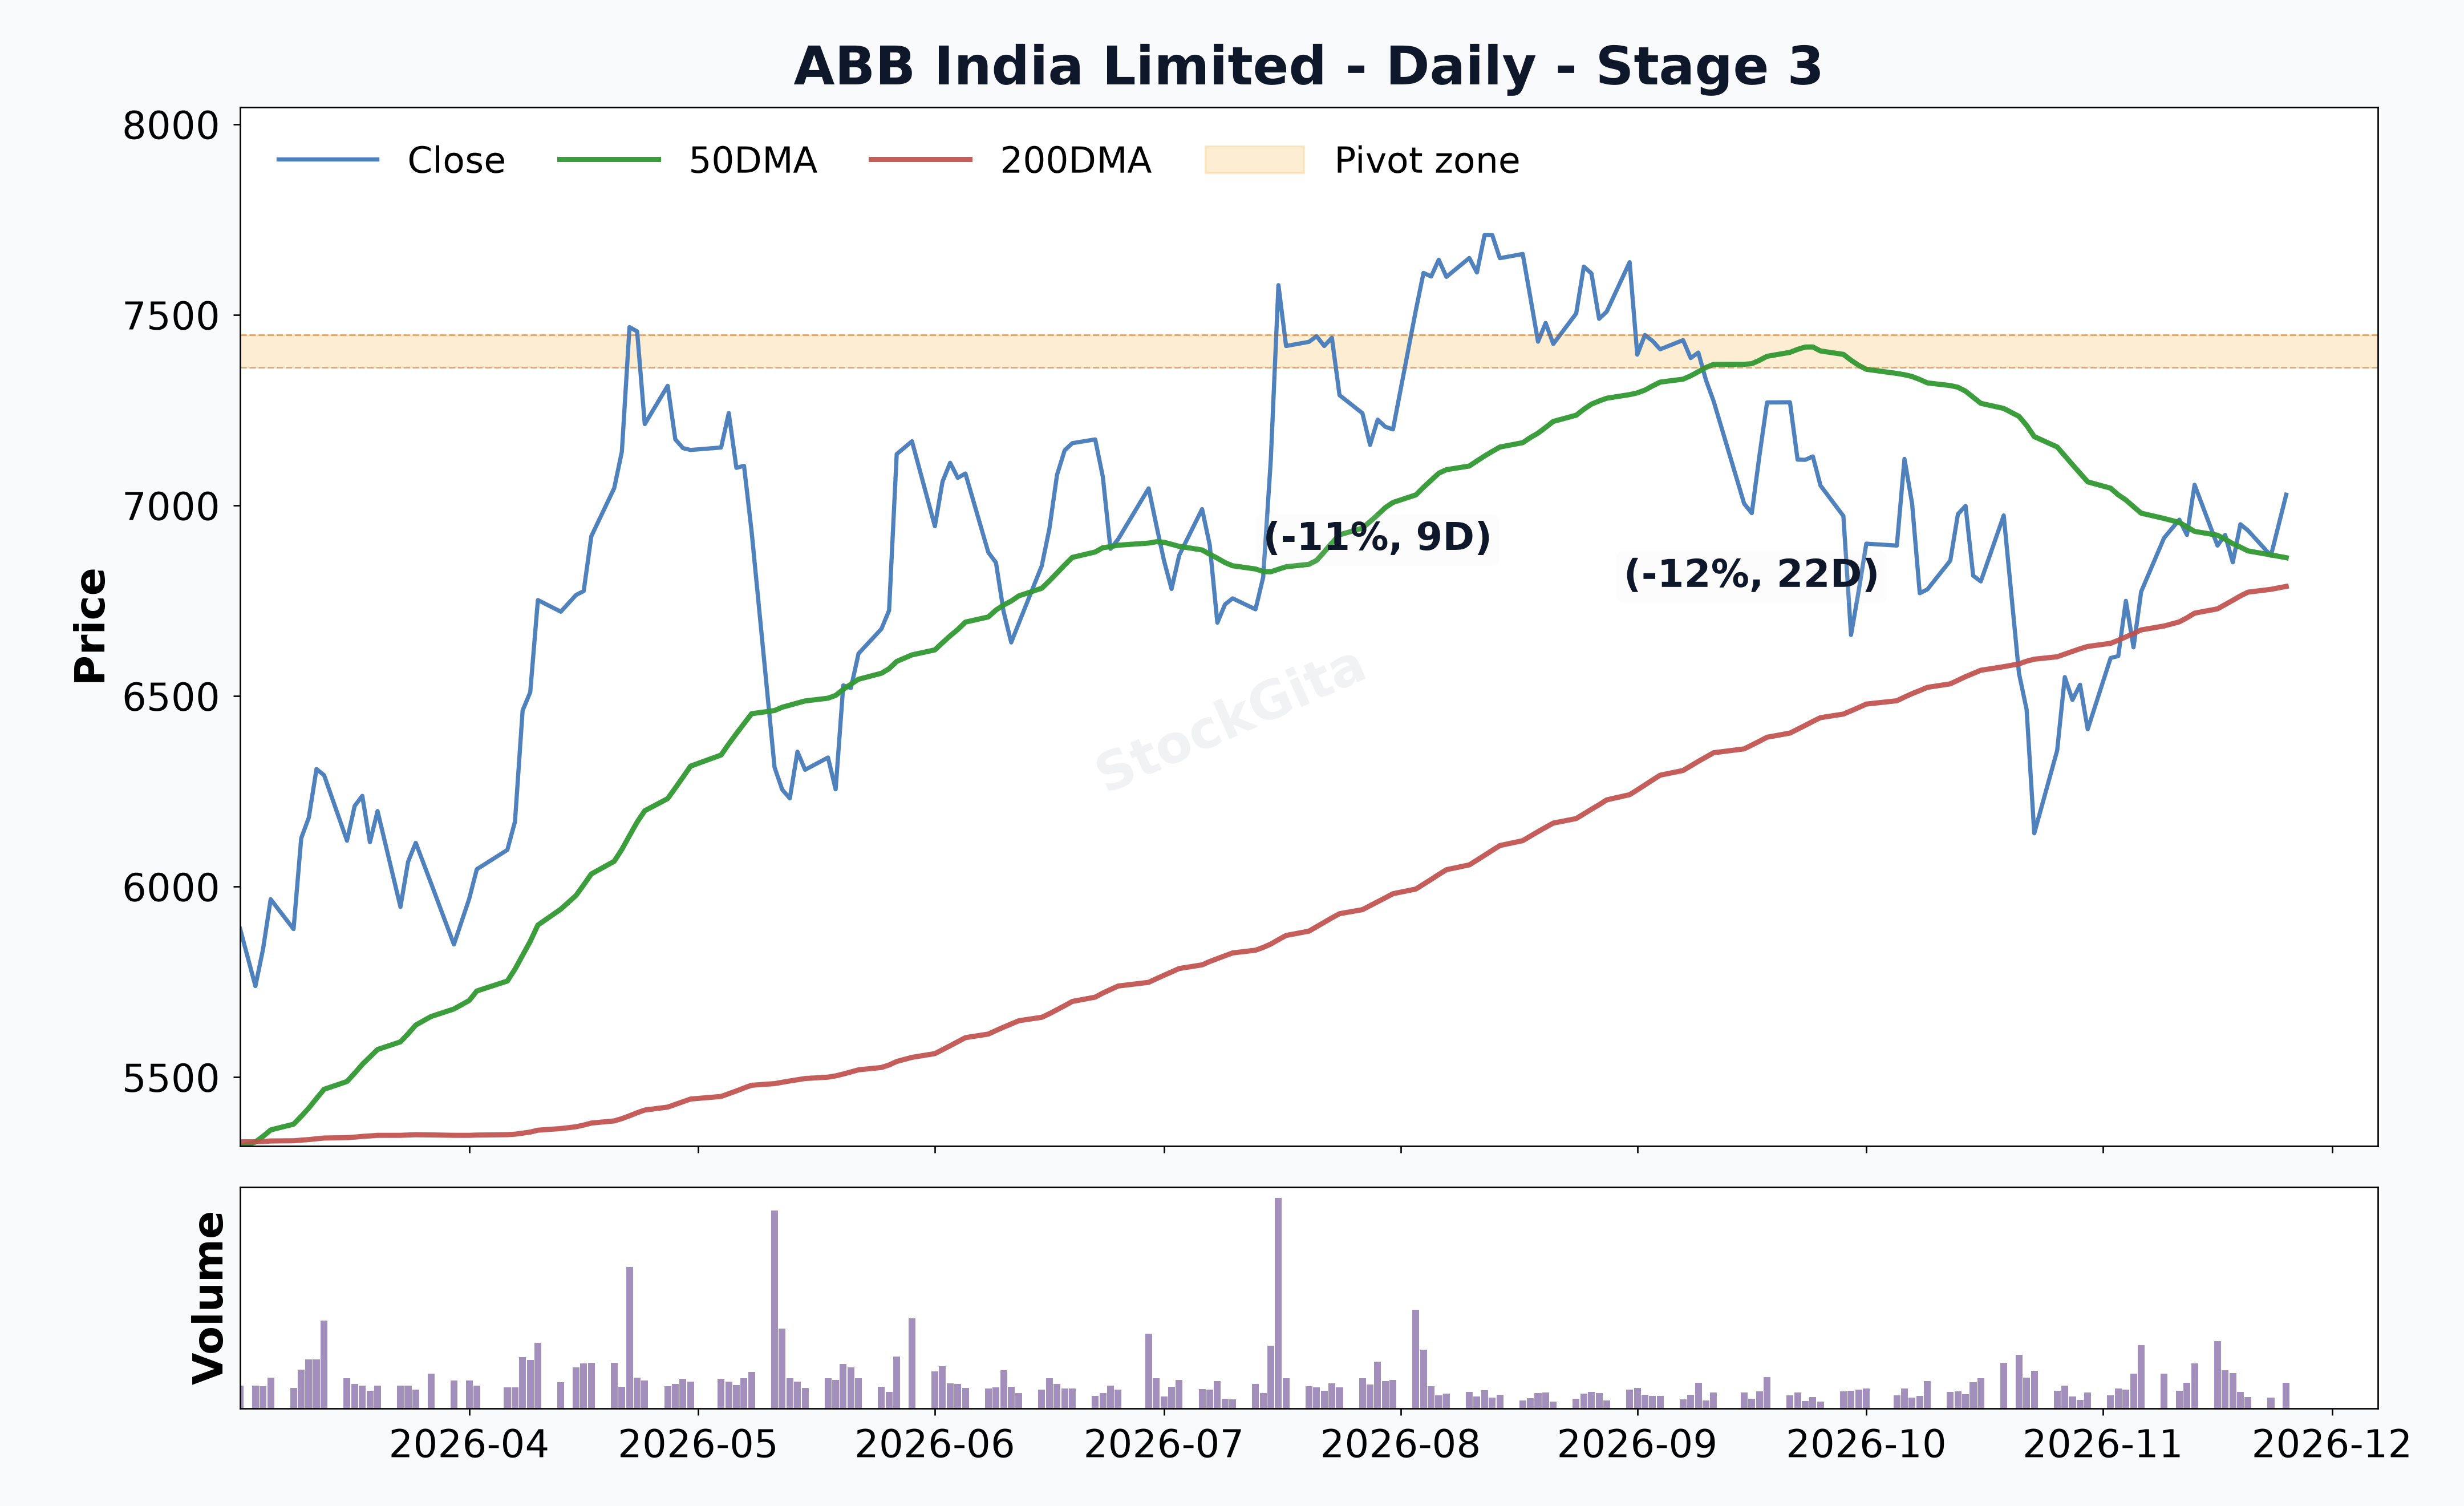 ABB India Limited - Daily - Stage 3
Close 50DMA 200DMA Pivot zone
Price
8000
7500
7000
6500
6000
5500
(-11%, 9D)
(-12%, 22D)
StockGita
Volume
2026-04 2026-05 2026-06 2026-07 2026-08 2026-09 2026-10 2026-11 2026-12